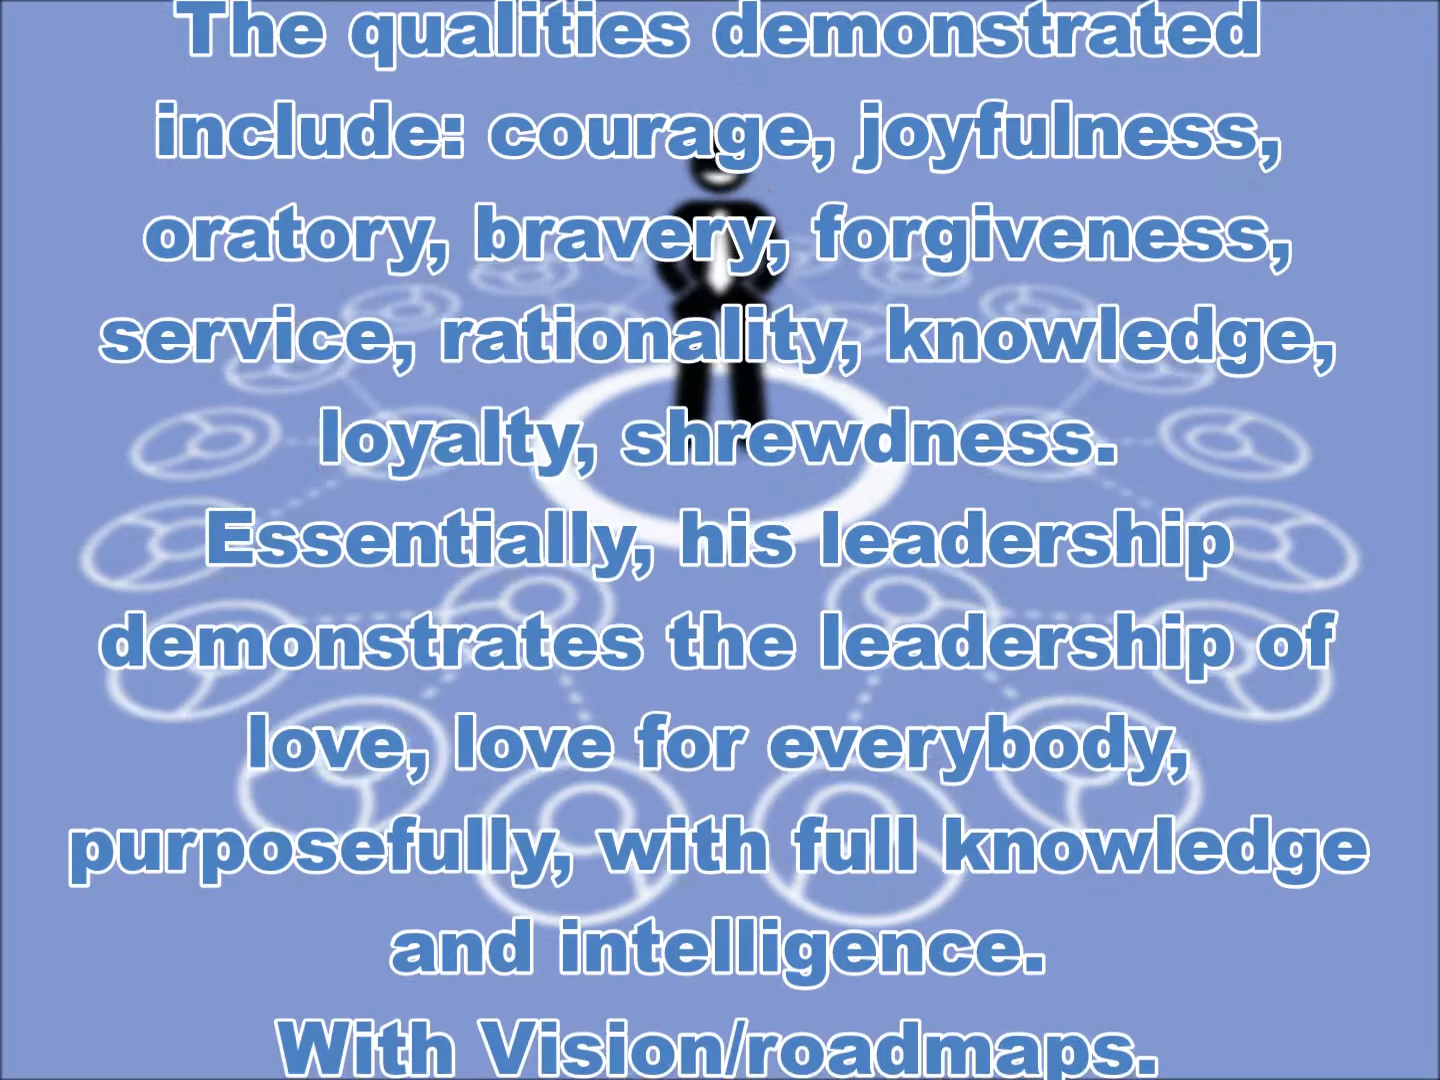 The qualities demonstrated
include: courage, joyfulness,
oratory, bravery, forgiveness,
service, rationality, knowledge,
loyalty, shrewdness.
Essentially, his leadership
demonstrates the leadership of
love, love for everybody,
purposefully, with full knowledge
and intelligence.
With Vision/roadmaps.